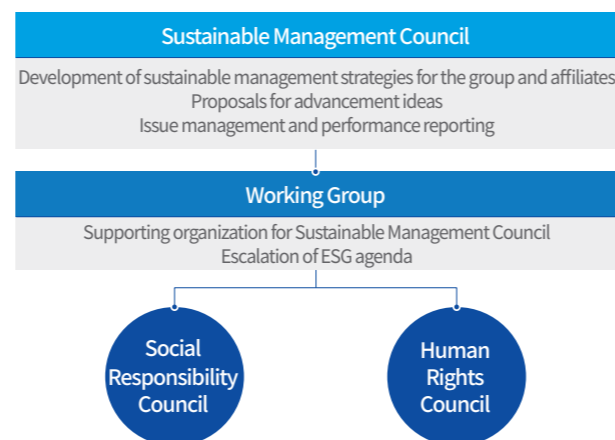 Sustainable Management Council
Development of sustainable management strategies for the group and affiliates
Proposals for advancement ideas
Issue management and performance reporting
Working Group
Supporting organization for Sustainable Management Council
Escalation of ESG agenda
Social
Responsibility
Council
Human
Rights
Council